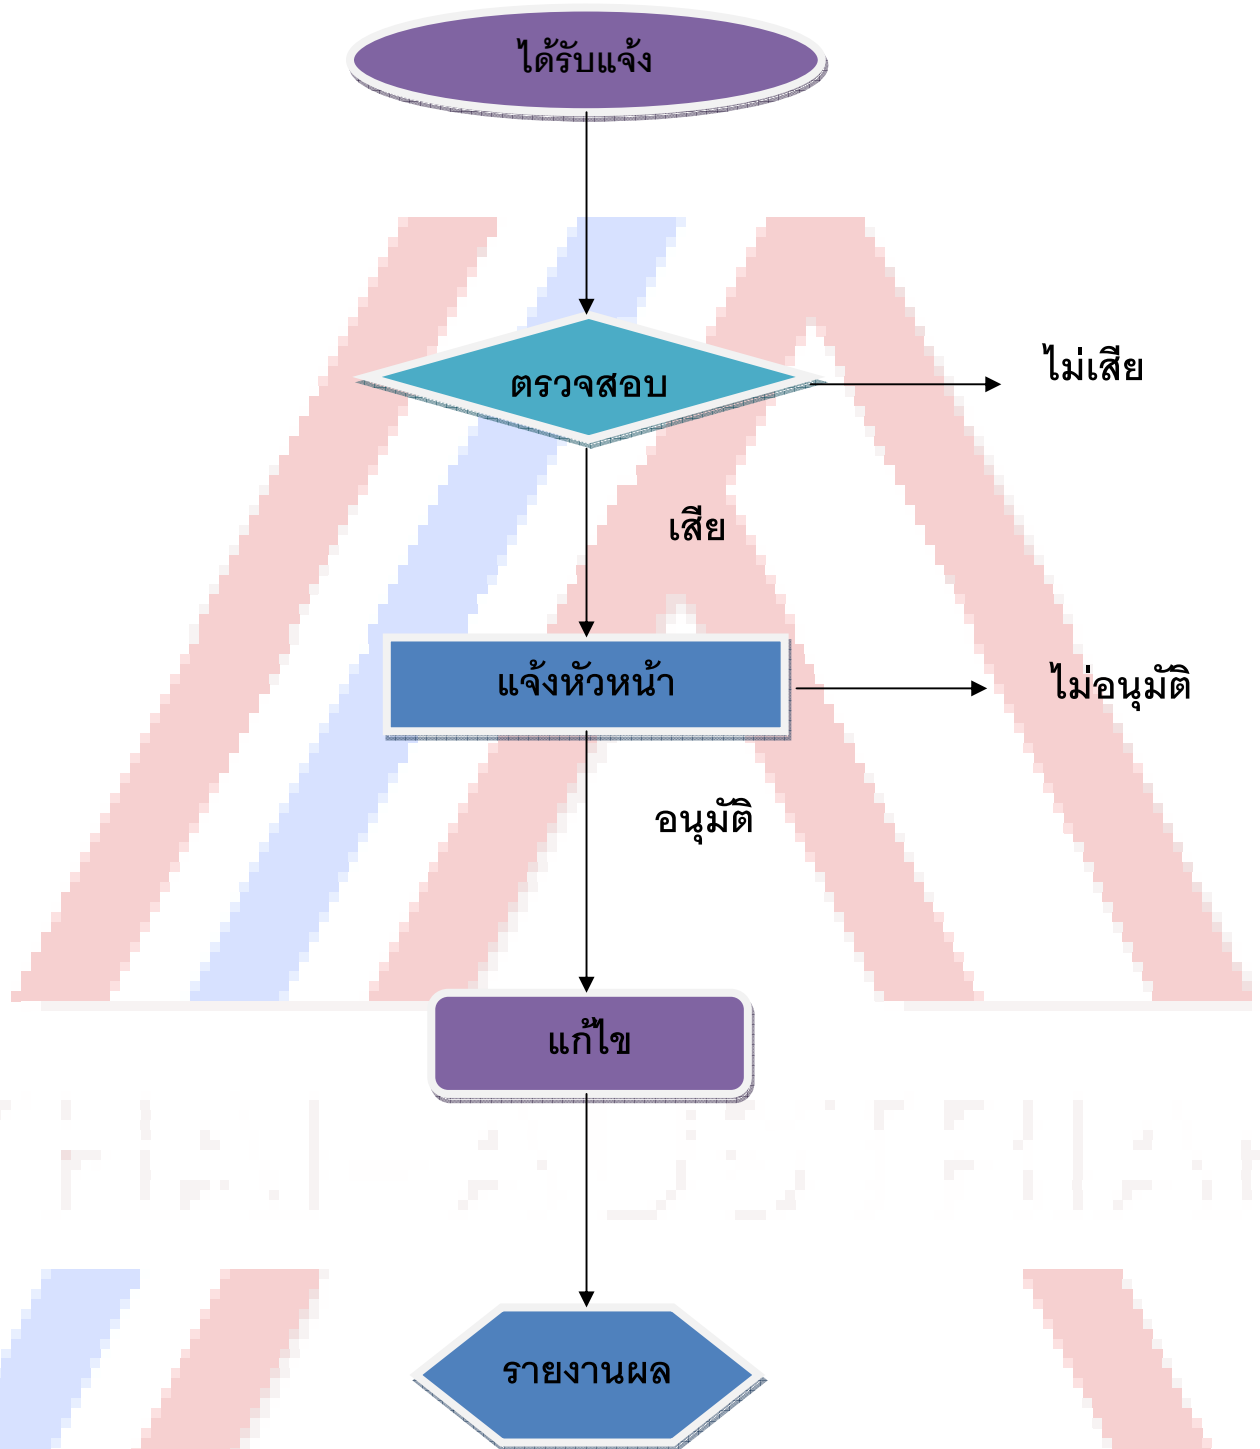 ได้รับแจ้ง
ตรวจสอบ
ไม่เสีย
เสีย
แจ้งหัวหน้า
ไม่อนุมัติ
อนุมัติ
แก้ไข
THAI-AUSTRIA
รายงานผล